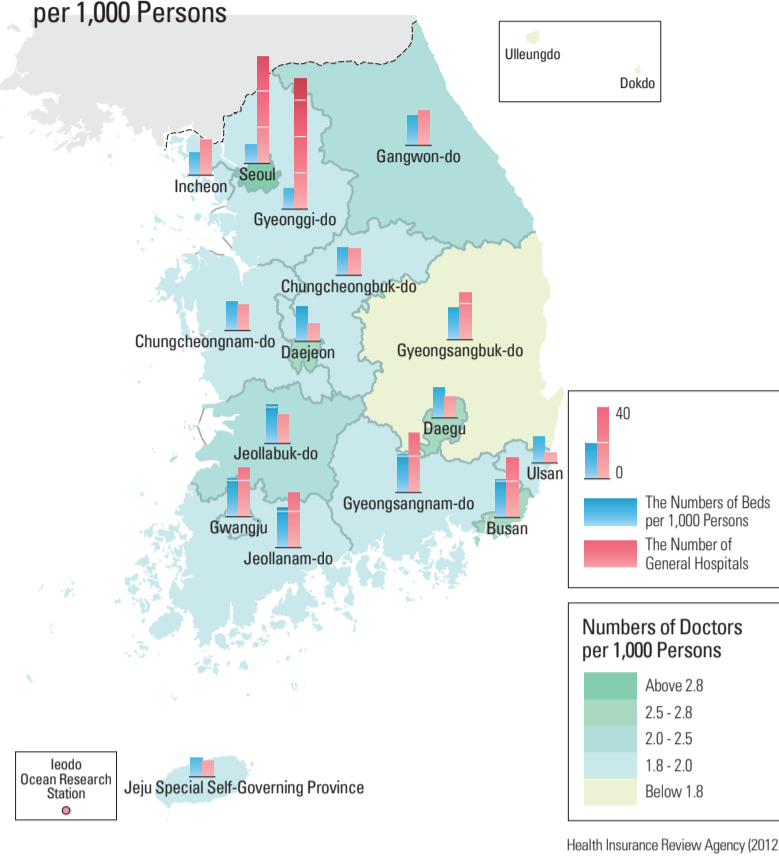 per 1,000 Persons
Ulleungdo
Dokdo
Gangwon-do
Incheon
Seoul
Gyeonggi-do
Chungcheongbuk-do
Chungcheongnam-do
Daejeon
Gyeongsangbuk-do
Daegu
Jeollabuk-do
Ulsan
Gyeongsangnam-do
Gwangju
Busan
Jeollanam-do
40
0
The Numbers of Beds
per 1,000 Persons
The Number of
General Hospitals
Numbers of Doctors
per 1,000 Persons
Above 2.8
2.5 - 2.8
2.0 - 2.5
1.8 - 2.0
Below 1.8
Ieodo
Ocean Research
Station
Jeju Special Self-Governing Province
Health Insurance Review Agency (2012